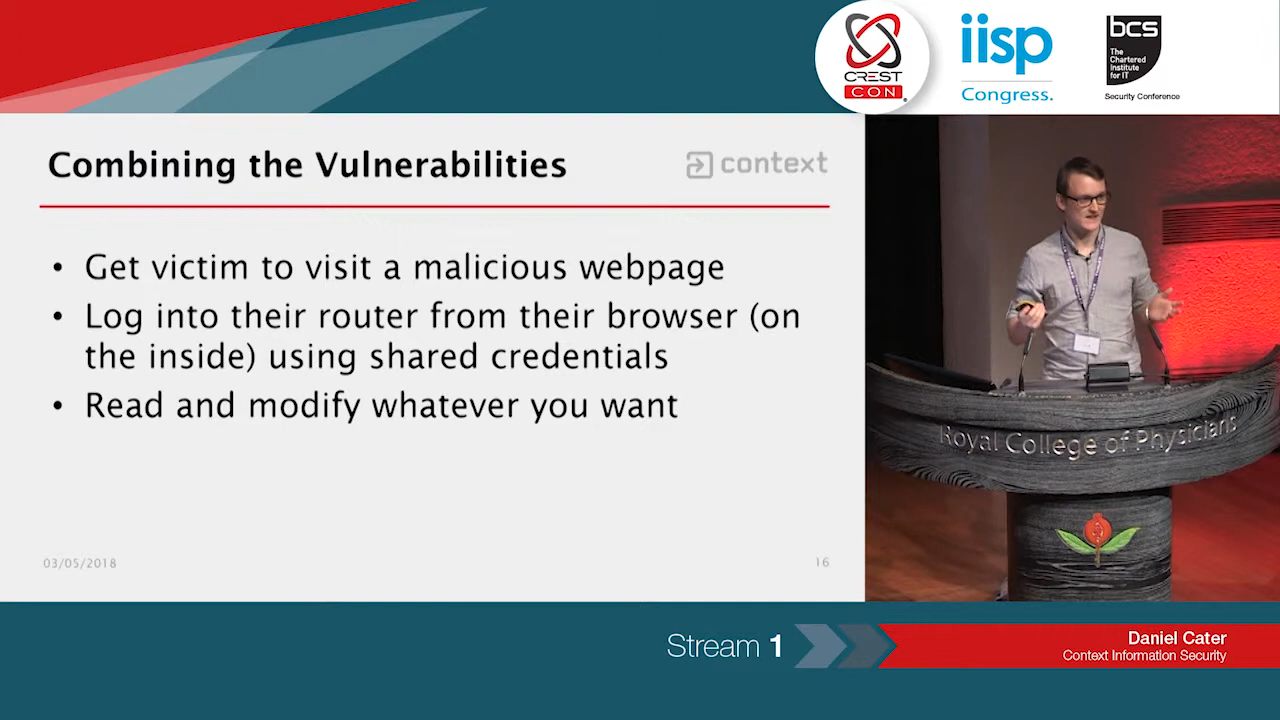 CREST
CON
iisp
Congress.
bcs
The
Chartered
Institute
for IT
Security Conference
Combining the Vulnerabilities
context
• Get victim to visit a malicious webpage
• Log into their router from their browser (on
the inside) using shared credentials
• Read and modify whatever you want
03/05/2018
16
Royal College of Physicians
Stream 1
Daniel Cater
Context Information Security